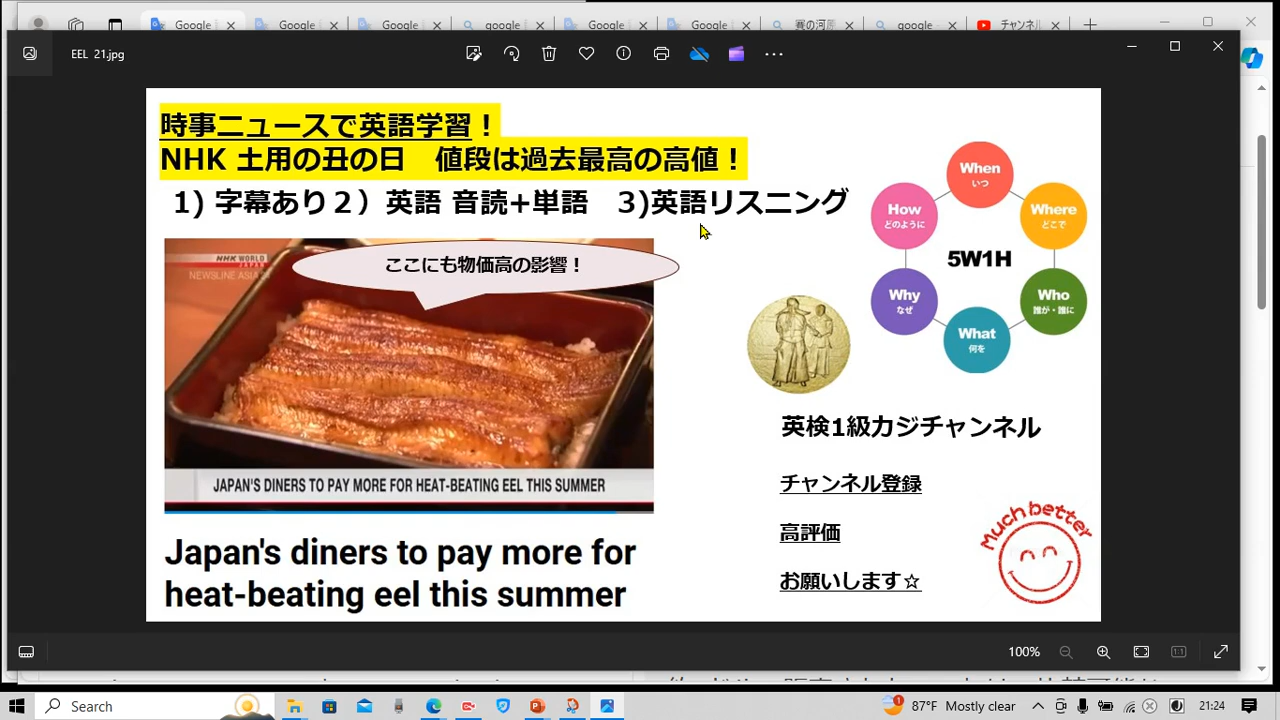 Google
Google
Google
google
Google
Google
賽の河原
google
チャンネル
EEL 21.jpg
時事ニュースで英語学習！
NHK 土用の丑の日　値段は過去最高の高値！
1) 字幕あり２）英語 音読+単語　3)英語リスニング
NHK WORLD
JAPAN
NEWSLINE ASIA
ここにも物価高の影響！
JAPAN'S DINERS TO PAY MORE FOR HEAT-BEATING EEL THIS SUMMER
Japan's diners to pay more for
heat-beating eel this summer
When
いつ
Where
どこで
Who
誰が・誰に
What
何を
Why
なぜ
How
どのように
5W1H
英検1級カジチャンネル
チャンネル登録
高評価
お願いします☆
Much better
100%
1:1
Search
1
87°F Mostly clear
21:24